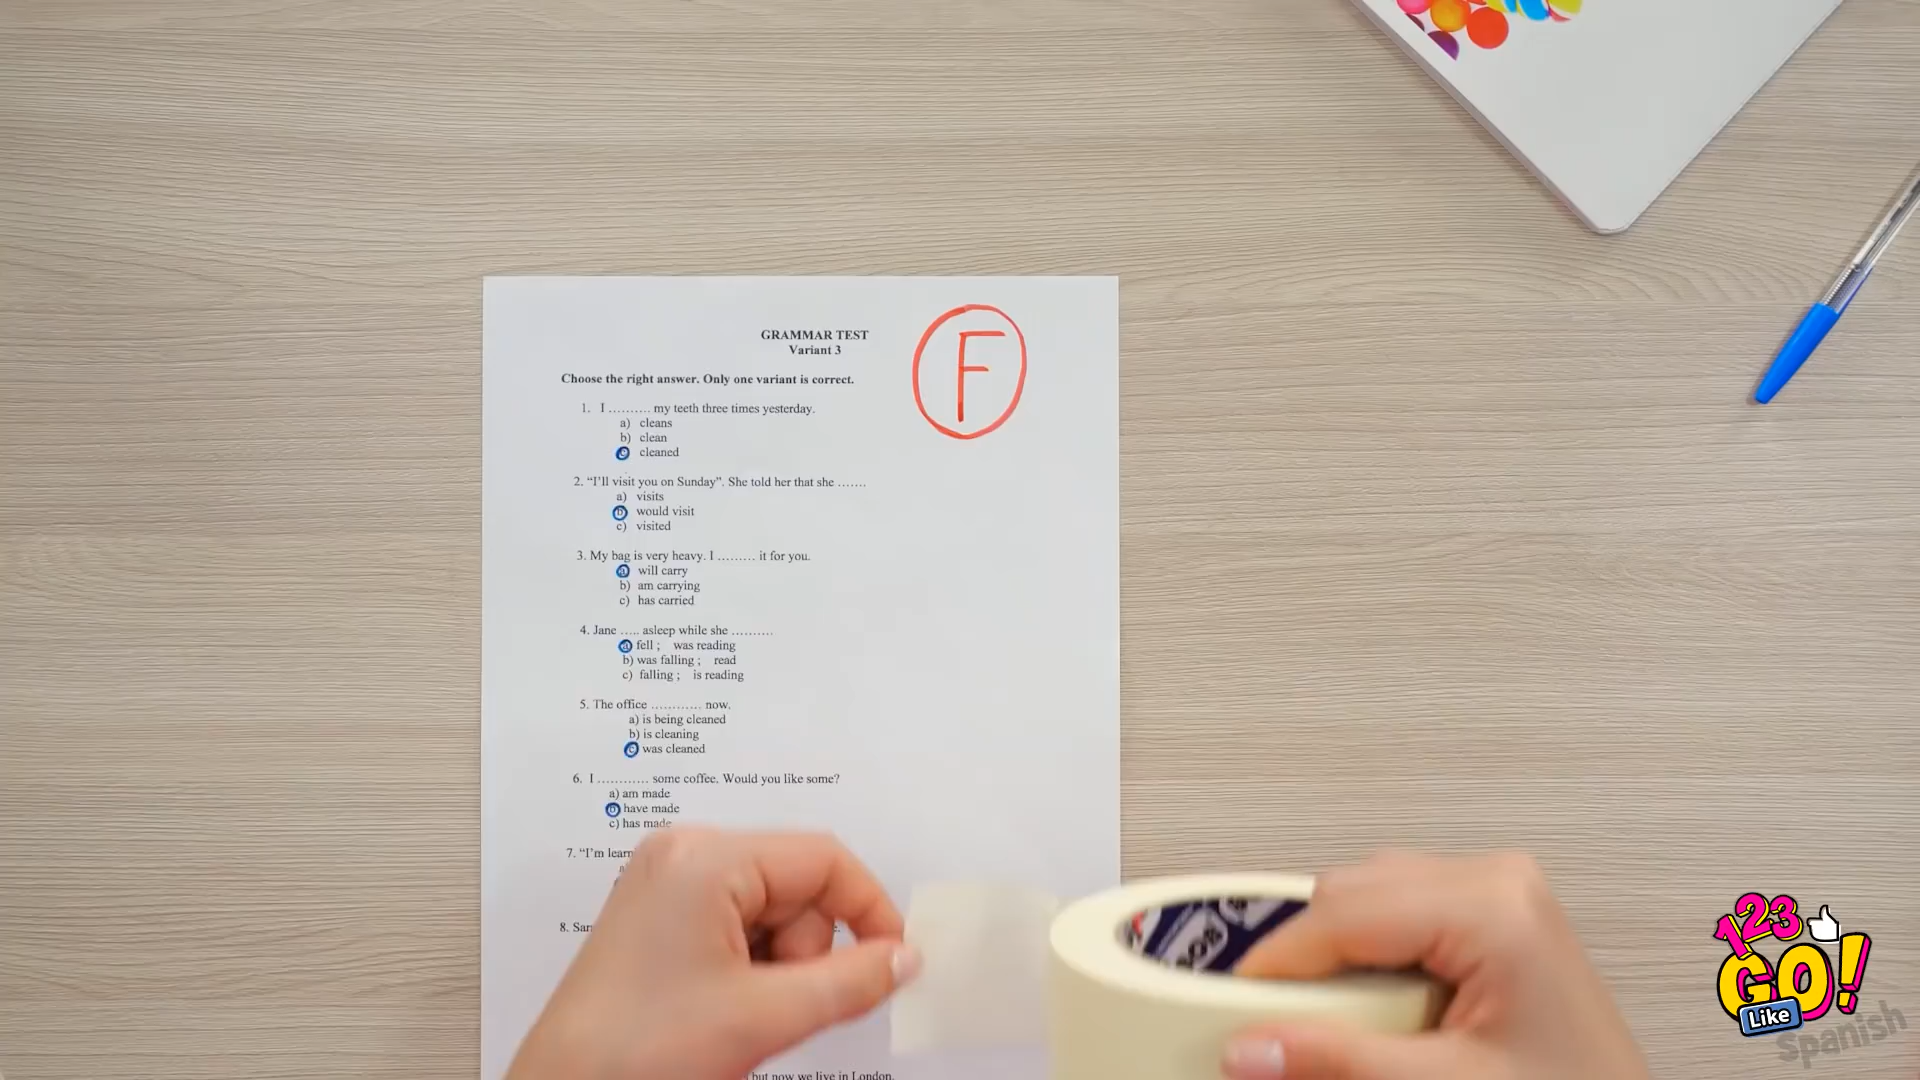 GRAMMAR TEST
Variant 3
F
Choose the right answer. Only one variant is correct.
1. I .......... my teeth three times yesterday.
a) cleans
b) clean
c) cleaned
2. “I’ll visit you on Sunday”. She told her that she .......
a) visits
b) would visit
c) visited
3. My bag is very heavy. I ......... it for you.
a) will carry
b) am carrying
c) has carried
4. Jane ..... asleep while she ..........
a) fell ; was reading
b) was falling ; read
c) falling ; is reading
5. The office ............ now.
a) is being cleaned
b) is cleaning
c) was cleaned
6. I ............ some coffee. Would you like some?
a) am made
b) have made
c) has made
7. “I’m
8.
but now we live in London.
123
GO!
Like
Spanish